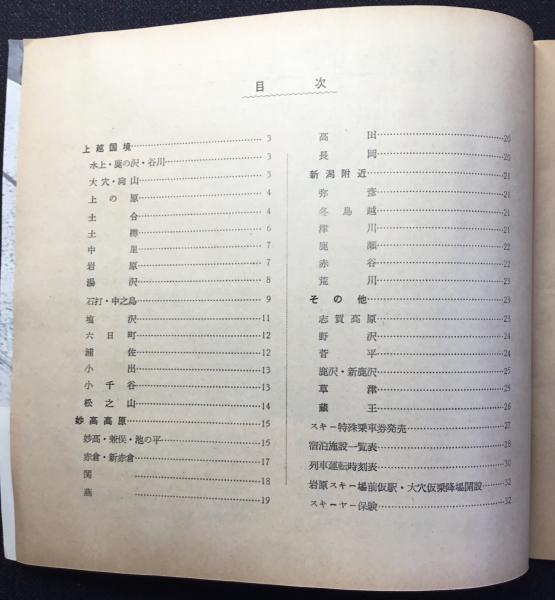 目次
上越国境 3
水上・鹿の沢・谷川 3
大穴・向山 3
上の原 4
土合 4
土樽 6
中里 7
岩原 7
湯沢 8
石打・中之島 9
塩沢 11
六日町 12
浦佐 12
小出 13
小千谷 13
松之山 14
妙高高原 15
妙高・兼俣・池の平 15
赤倉・新赤倉 17
関 18
燕 19
高田 20
長岡 20
新潟附近 21
弥彦 21
冬鳥越 21
津川 21
鹿瀬 22
赤谷 22
荒川 23
その他 23
志賀高原 23
野沢 24
菅平 24
鹿沢・新鹿沢 25
草津 25
蔵王 26
スキー特殊乗車券発売 27
宿泊施設一覧表 28
列車運転時刻表 30
岩原スキー場前仮駅・大穴仮乗降場開設 32
スキーヤー保険 32